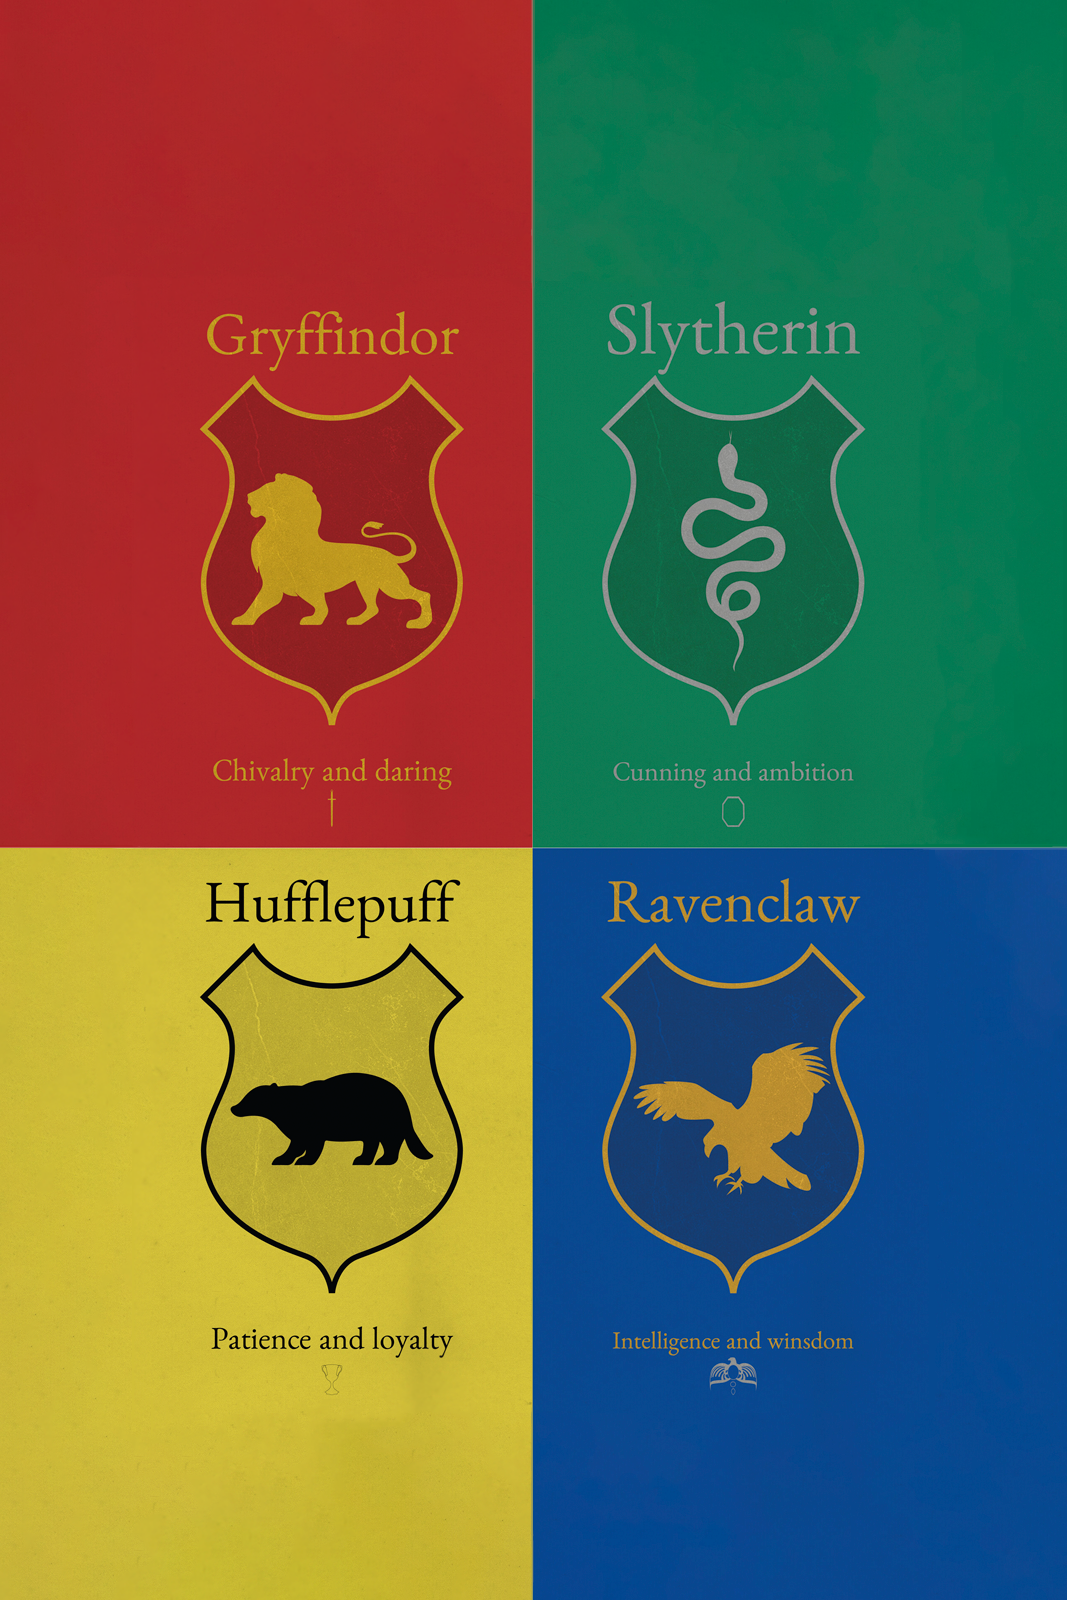 Gryffindor
Chivalry and daring
Slytherin
Cunning and ambition
Hufflepuff
Patience and loyalty
Ravenclaw
Intelligence and winsdom